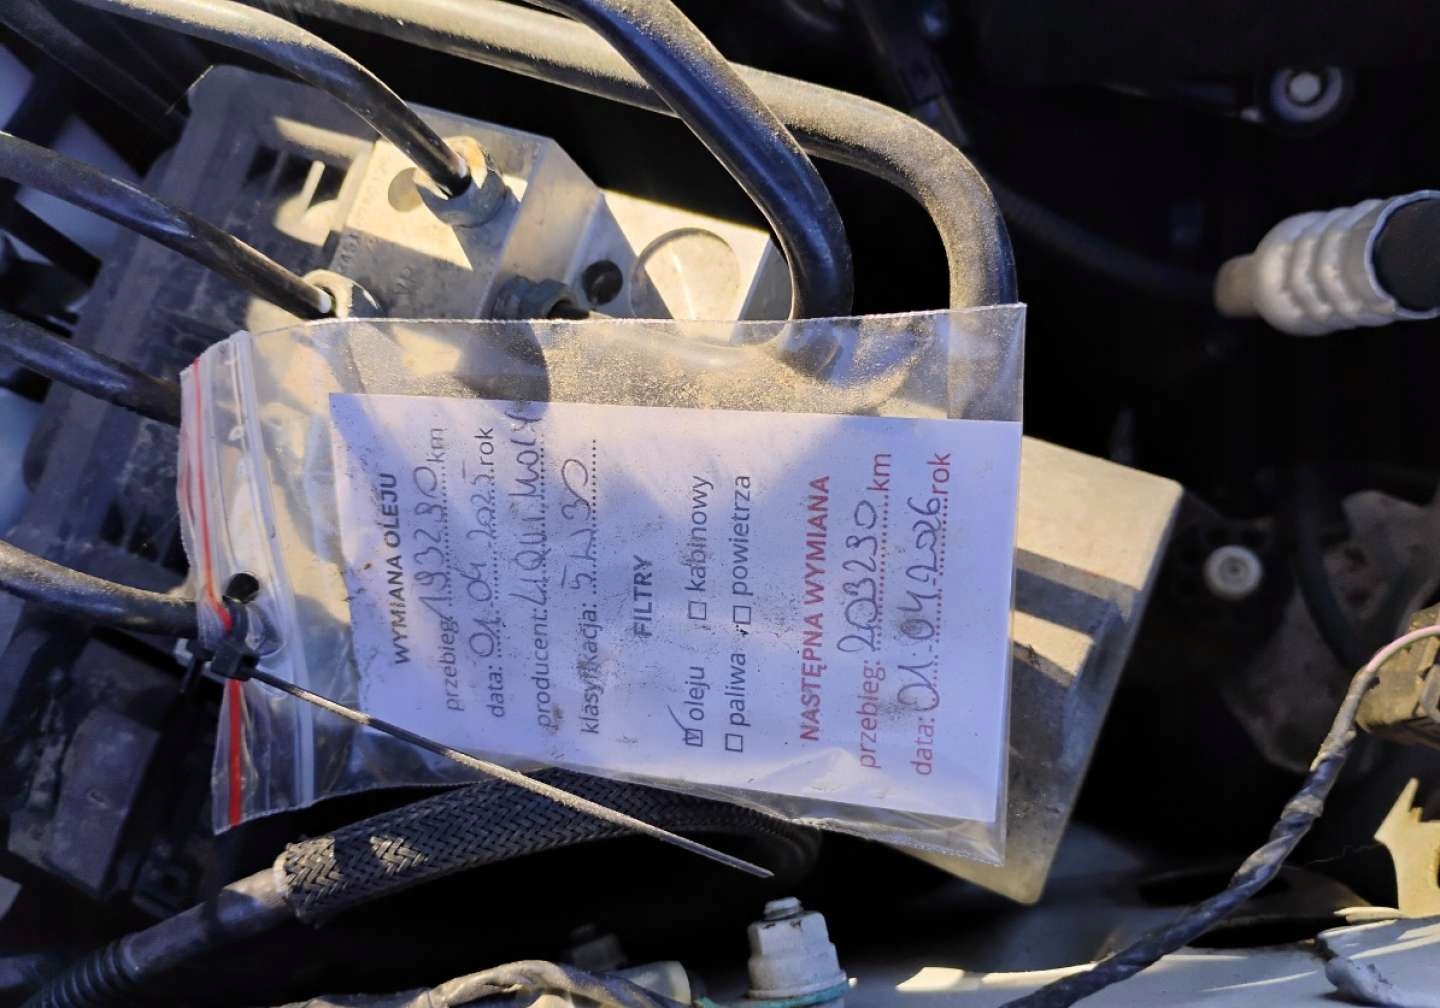 WYMIANA OLEJU
przebieg: 193230 km
data: 01.04.2025 rok
producent: LIQUI MOLY
klasyfikacja: 5W30
FILTRY
☑ oleju ☐ kabinowy
☐ paliwa ☐ powietrza
NASTĘPNA WYMIANA
przebieg: 203230 km
data: 01.04.2026 rok